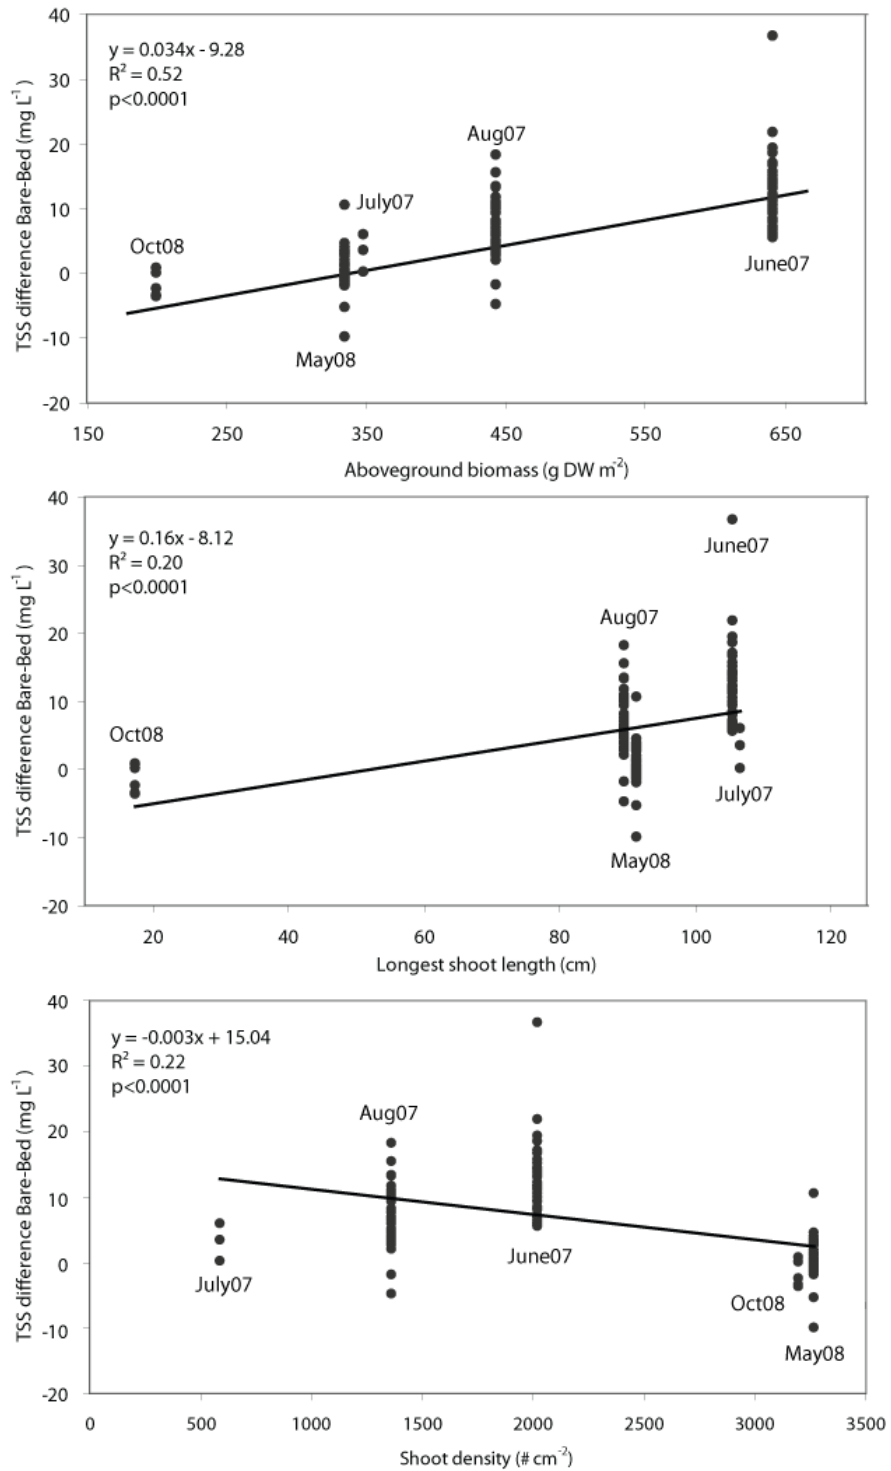 y = 0.034x - 9.28
R² = 0.52
p<0.0001
TSS difference Bare-Bed (mg L⁻¹)
40
30
20
10
0
-10
-20
Oct08
May08
July07
Aug07
June07
150
250
350
450
550
650
Aboveground biomass (g DW m⁻²)
y = 0.16x - 8.12
R² = 0.20
p<0.0001
TSS difference Bare-Bed (mg L⁻¹)
40
30
20
10
0
-10
-20
Oct08
Aug07
May08
June07
July07
20
40
60
80
100
120
Longest shoot length (cm)
y = -0.003x + 15.04
R² = 0.22
p<0.0001
TSS difference Bare-Bed (mg L⁻¹)
40
30
20
10
0
-10
-20
July07
Aug07
June07
Oct08
May08
0
500
1000
1500
2000
2500
3000
3500
Shoot density (# cm⁻²)